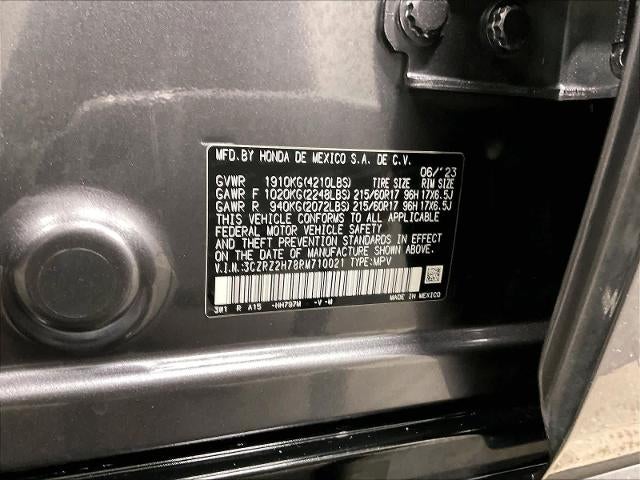 MFD. BY HONDA DE MEXICO S.A. DE C.V.
06/'23
GVWR 1910KG(4210LBS) TIRE SIZE RIM SIZE
GAWR F 1020KG(2248LBS) 215/60R17 96H 17X6.5J
GAWR R 940KG(2072LBS) 215/60R17 96H 17X6.5J
THIS VEHICLE CONFORMS TO ALL APPLICABLE
FEDERAL MOTOR VEHICLE SAFETY
AND THEFT PREVENTION STANDARDS IN EFFECT
ON THE DATE OF MANUFACTURE SHOWN ABOVE.
V.I.N.:3CZRZ2H78RM710021 TYPE:MPV
3W1 R A15 -NH797M -V-M MADE IN MEXICO